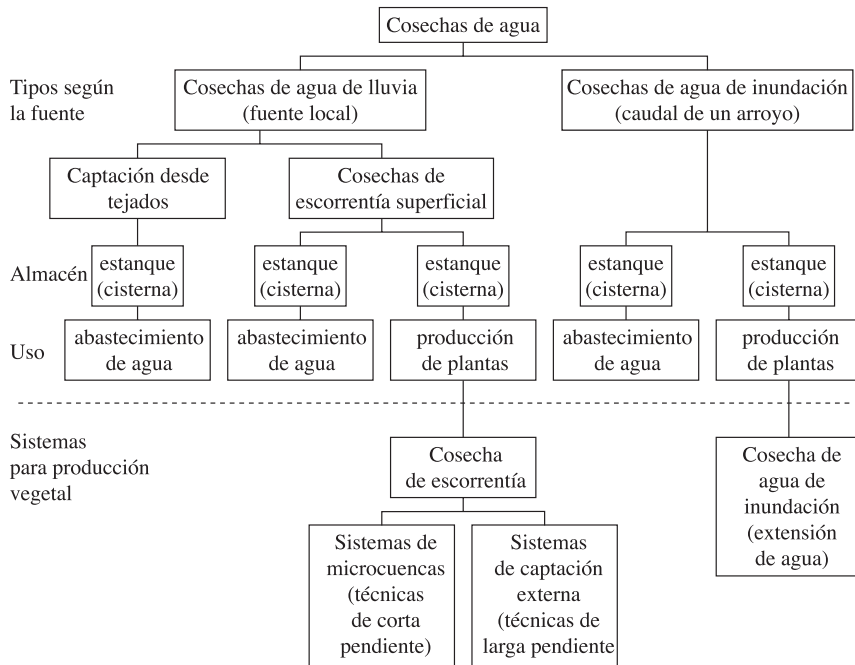 Cosechas de agua
Tipos según
la fuente
Cosechas de agua de lluvia
(fuente local)
Cosechas de agua de inundación
(caudal de un arroyo)
Captación desde
tejados
Cosechas de
escorrentía superficial
Almacén
estanque
(cisterna)
estanque
(cisterna)
estanque
(cisterna)
estanque
(cisterna)
estanque
(cisterna)
Uso
abastecimiento
de agua
abastecimiento
de agua
producción
de plantas
abastecimiento
de agua
producción
de plantas
Sistemas
para producción
vegetal
Cosecha
de escorrentía
Cosecha de
agua de
inundación
(extensión
de agua)
Sistemas de
microcuencas
(técnicas
de corta
pendiente)
Sistemas
de captación
externa
(técnicas de
larga pendiente